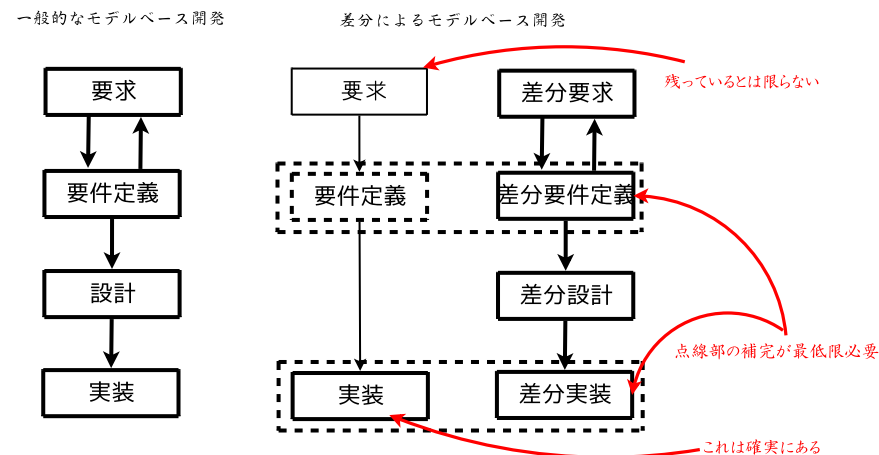 一般的なモデルベース開発
差分によるモデルベース開発
要求
要件定義
設計
実装
要求
要件定義
実装
差分要求
差分要件定義
差分設計
差分実装
残っているとは限らない
点線部の補完が最低限必要
これは確実にある